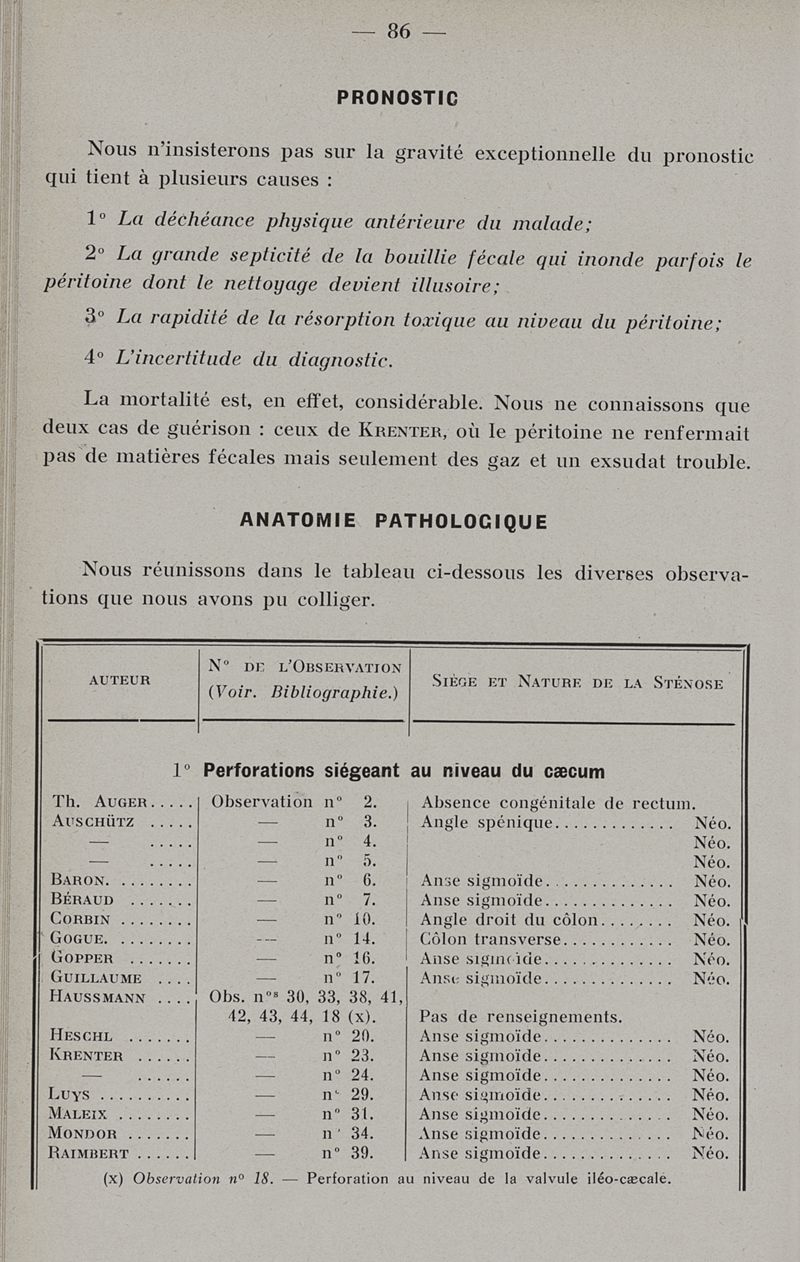 — 86 —
PRONOSTIC
Nous n'insisterons pas sur la gravité exceptionnelle du pronostic
qui tient à plusieurs causes :
1° La déchéance physique antérieure du malade;
2° La grande septicité de la bouillie fécale qui inonde parfois le
péritoine dont le nettoyage devient illusoire;
3° La rapidité de la résorption toxique au niveau du péritoine;
4° L'incertitude du diagnostic.
La mortalité est, en effet, considérable. Nous ne connaissons que
deux cas de guérison : ceux de KRENTER, où le péritoine ne renfermait
pas de matières fécales mais seulement des gaz et un exsudat trouble.
ANATOMIE PATHOLOGIQUE
Nous réunissons dans le tableau ci-dessous les diverses observa-
tions que nous avons pu colliger.
AUTEUR N° DE L'OBSERVATION (Voir. Bibliographie.) SIÈGE ET NATURE DE LA STÉNOSE
1° Perforations siégeant au niveau du cæcum
Th. AUGER..... Observation n° 2. Absence congénitale de rectum.
AUSCHÜTZ ..... — n° 3. Angle spénique............. Néo.
— ..... — n° 4. Néo.
— ..... — n° 5. Néo.
BARON......... — n° 6. Anse sigmoïde.............. Néo.
BÉRAUD ....... — n° 7. Anse sigmoïde.............. Néo.
CORBIN ........ — n° 10. Angle droit du côlon........ Néo.
GOGUE......... — n° 14. Côlon transverse............ Néo.
GOPPER ....... — n° 16. Anse sigmoïde.............. Néo.
GUILLAUME .... — n° 17. Anse sigmoïde.............. Néo.
HAUSSMANN .... Obs. nos 30, 33, 38, 41,
42, 43, 44, 18 (x). Pas de renseignements.
HESCHL ....... — n° 20. Anse sigmoïde.............. Néo.
KRENTER ...... — n° 23. Anse sigmoïde.............. Néo.
— ...... — n° 24. Anse sigmoïde.............. Néo.
LUYS .......... — n° 29. Anse sigmoïde.............. Néo.
MALEIX ........ — n° 31. Anse sigmoïde.............. Néo.
MONDOR ....... — n° 34. Anse sigmoïde.............. Néo.
RAIMBERT ...... — n° 39. Anse sigmoïde.............. Néo.
(x) Observation n° 18. — Perforation au niveau de la valvule iléo-cæcale.